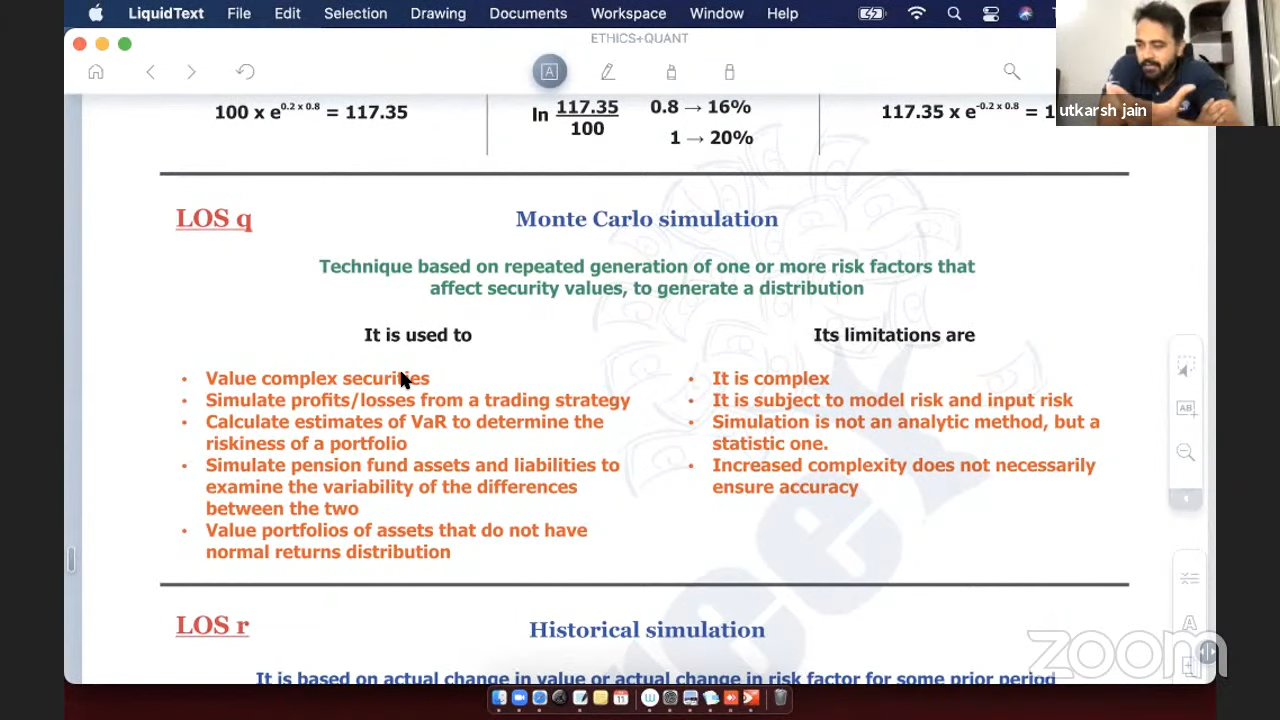 LiquidText File Edit Selection Drawing Documents Workspace Window Help
ETHICS+QUANT
utkarsh jain
100 x e^0.2 x 0.8 = 117.35
ln 117.35/100
0.8 → 16%
1 → 20%
117.35 x e^-0.2 x 0.8 = 1
LOS q
Monte Carlo simulation
Technique based on repeated generation of one or more risk factors that
affect security values, to generate a distribution
It is used to
• Value complex securities
• Simulate profits/losses from a trading strategy
• Calculate estimates of VaR to determine the
riskiness of a portfolio
• Simulate pension fund assets and liabilities to
examine the variability of the differences
between the two
• Value portfolios of assets that do not have
normal returns distribution
Its limitations are
• It is complex
• It is subject to model risk and input risk
• Simulation is not an analytic method, but a
statistic one.
• Increased complexity does not necessarily
ensure accuracy
LOS r
Historical simulation
It is based on actual change in value or actual change in risk factor for some prior period
zoom